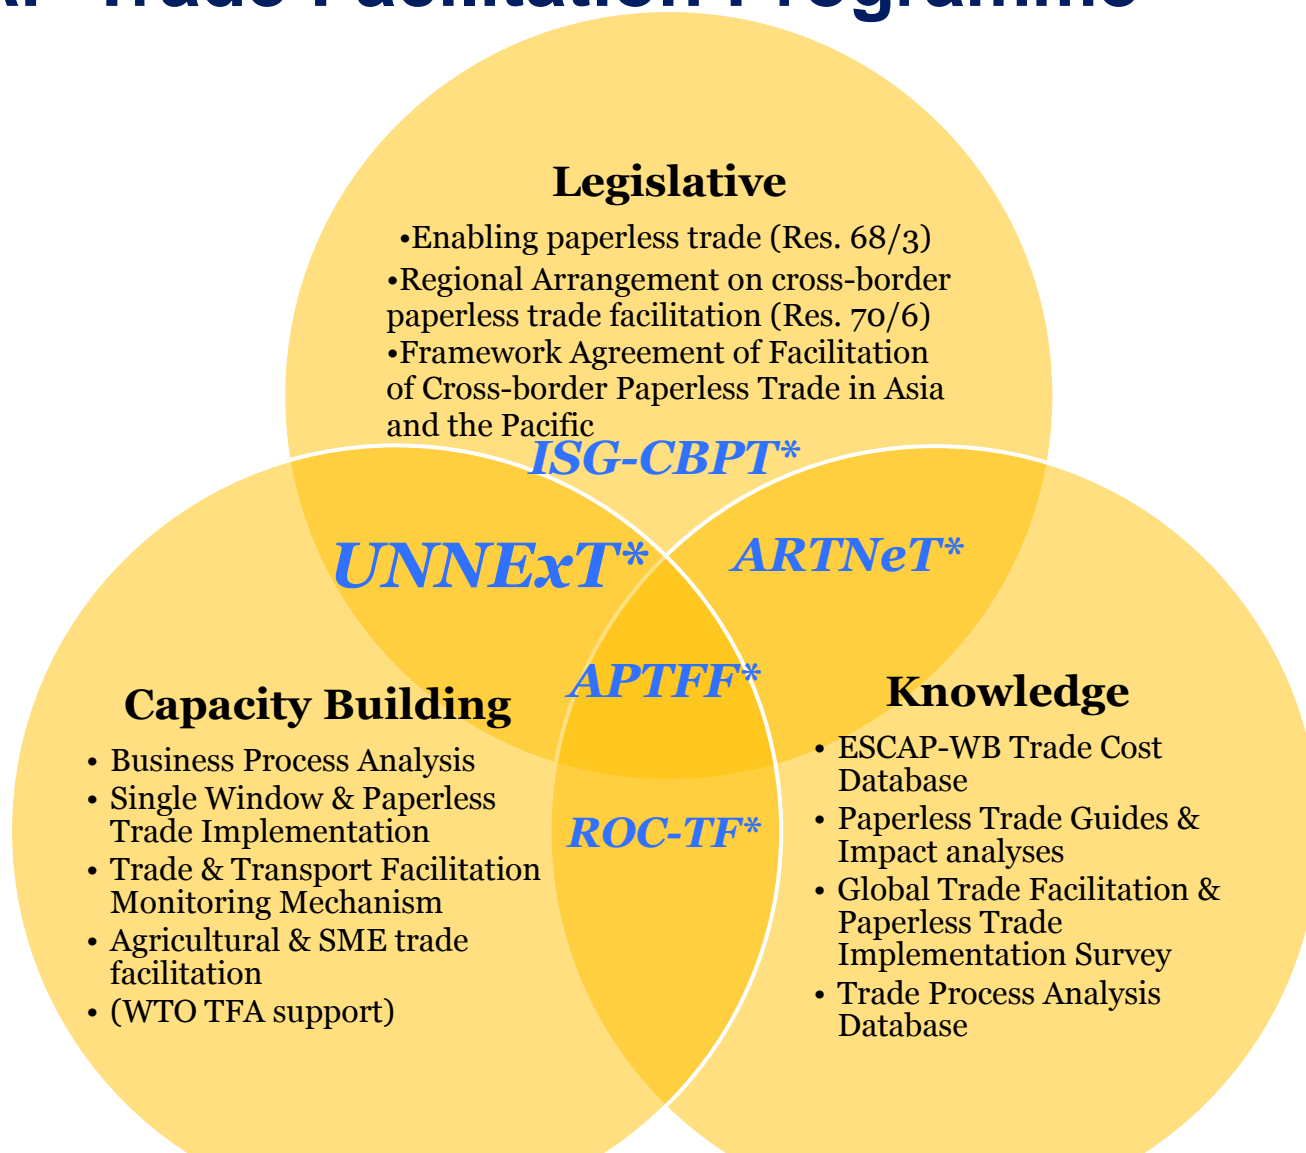 Trade Facilitation Programme
Legislative
•Enabling paperless trade (Res. 68/3)
•Regional Arrangement on cross-border
paperless trade facilitation (Res. 70/6)
•Framework Agreement of Facilitation
of Cross-border Paperless Trade in Asia
and the Pacific
ISG-CBPT*
UNNExT*
ARTNeT*
APTFF*
ROC-TF*
Capacity Building
• Business Process Analysis
• Single Window & Paperless
Trade Implementation
• Trade & Transport Facilitation
Monitoring Mechanism
• Agricultural & SME trade
facilitation
• (WTO TFA support)
Knowledge
• ESCAP-WB Trade Cost
Database
• Paperless Trade Guides &
Impact analyses
• Global Trade Facilitation &
Paperless Trade
Implementation Survey
• Trade Process Analysis
Database